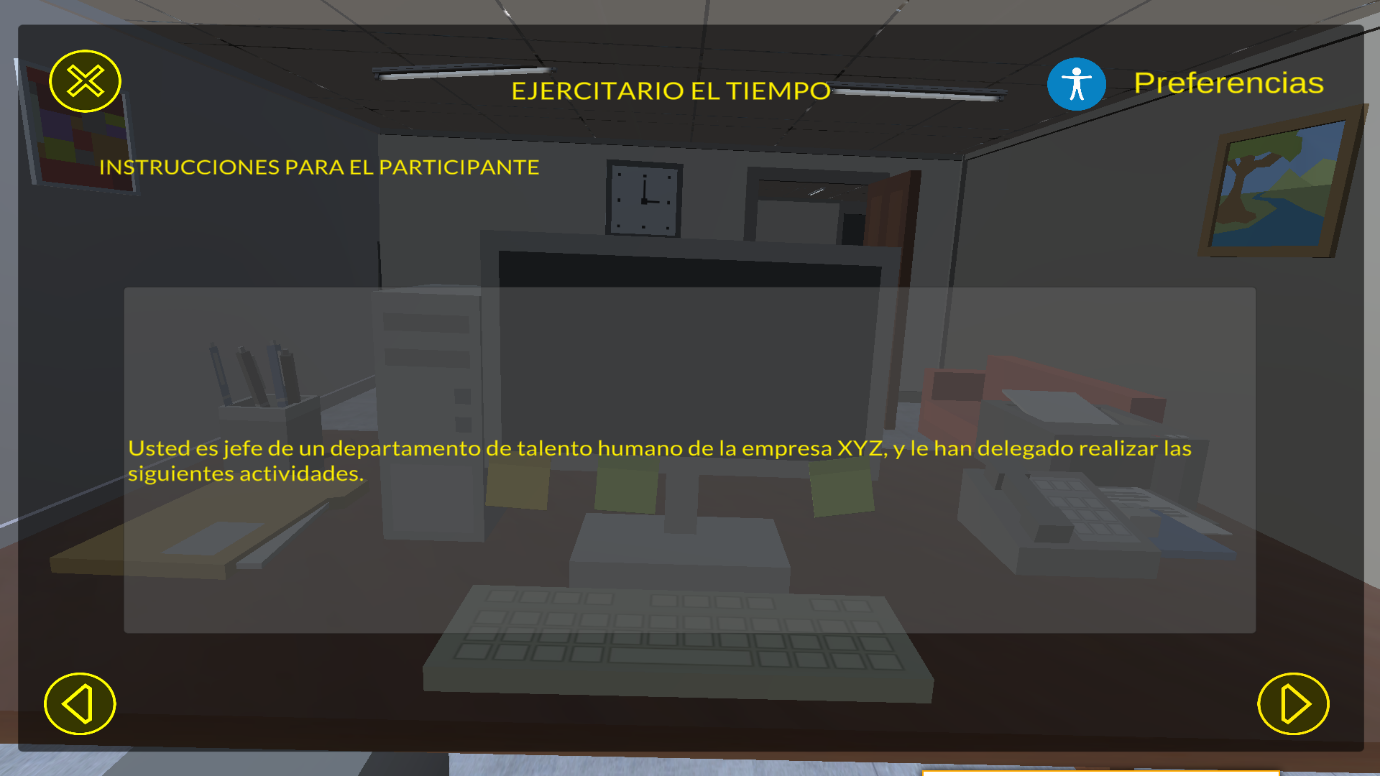 EJERCITARIO EL TIEMPO
Preferencias
INSTRUCCIONES PARA EL PARTICIPANTE
Usted es jefe de un departamento de talento humano de la empresa XYZ, y le han delegado realizar las
siguientes actividades.